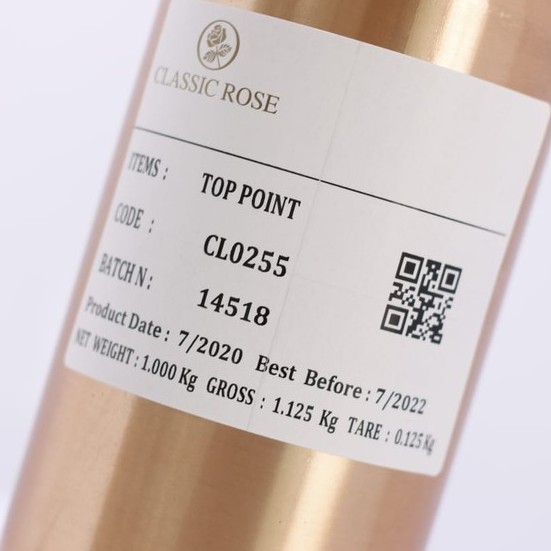 CLASSIC ROSE
ITEMS : TOP POINT
CODE : CL0255
BATCH N : 14518
Product Date : 7/2020 Best Before : 7/2022
NET WEIGHT : 1.000 Kg GROSS : 1.125 Kg TARE : 0.125 Kg